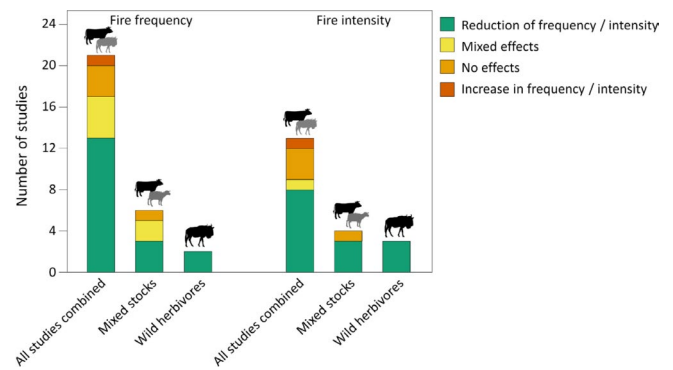 Fire frequency
Fire intensity
Number of studies
24
20
16
12
8
4
0
All studies combined
Mixed stocks
Wild herbivores
All studies combined
Mixed stocks
Wild herbivores
Reduction of frequency / intensity
Mixed effects
No effects
Increase in frequency / intensity